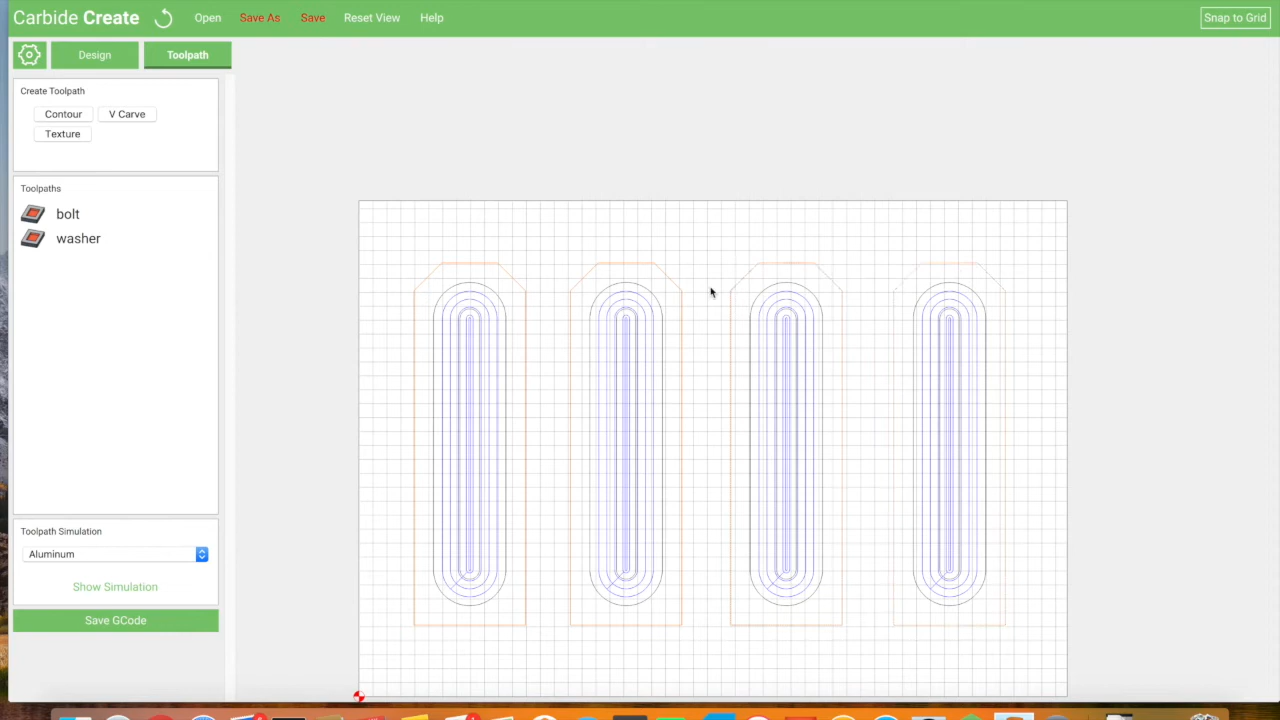 Carbide Create Open Save As Save Reset View Help Snap to Grid
Design Toolpath
Create Toolpath
Contour V Carve
Texture
Toolpaths
bolt
washer
Toolpath Simulation
Aluminum
Show Simulation
Save GCode